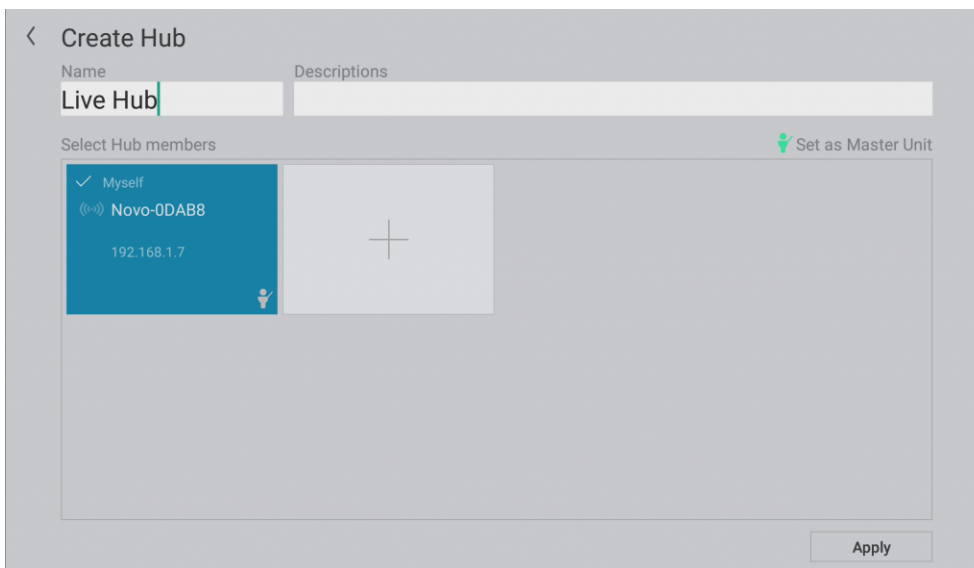 Create Hub
Name
Descriptions
Live Hub
Select Hub members
Set as Master Unit
Myself
Novo-0DAB8
192.168.1.7
Apply